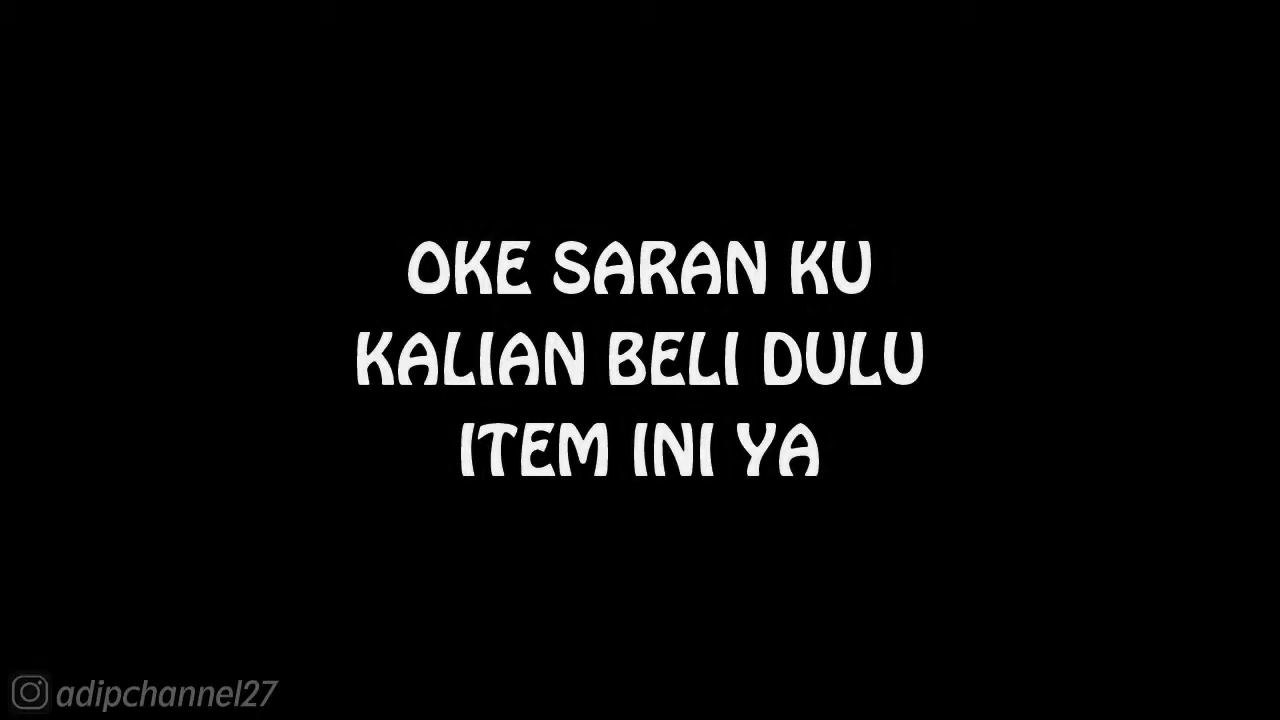 OKE SARAN KU
KALIAN BELI DULU
ITEM INI YA
adipchannel27